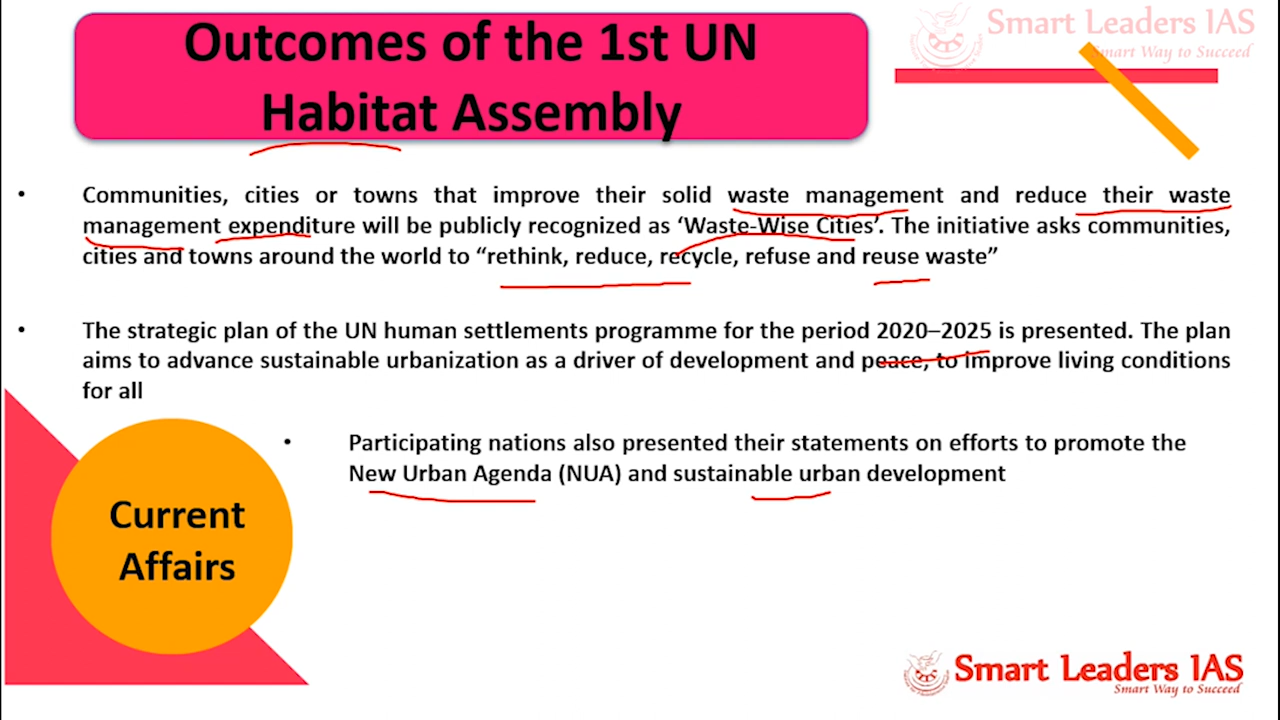 Outcomes of the 1st UN
Habitat Assembly
Smart Leaders IAS
Smart Way to Succeed
• Communities, cities or towns that improve their solid waste management and reduce their waste
management expenditure will be publicly recognized as ‘Waste-Wise Cities’. The initiative asks communities,
cities and towns around the world to “rethink, reduce, recycle, refuse and reuse waste”
• The strategic plan of the UN human settlements programme for the period 2020–2025 is presented. The plan
aims to advance sustainable urbanization as a driver of development and peace, to improve living conditions
for all
• Participating nations also presented their statements on efforts to promote the
New Urban Agenda (NUA) and sustainable urban development
Current
Affairs
Smart Leaders IAS
Smart Way to Succeed